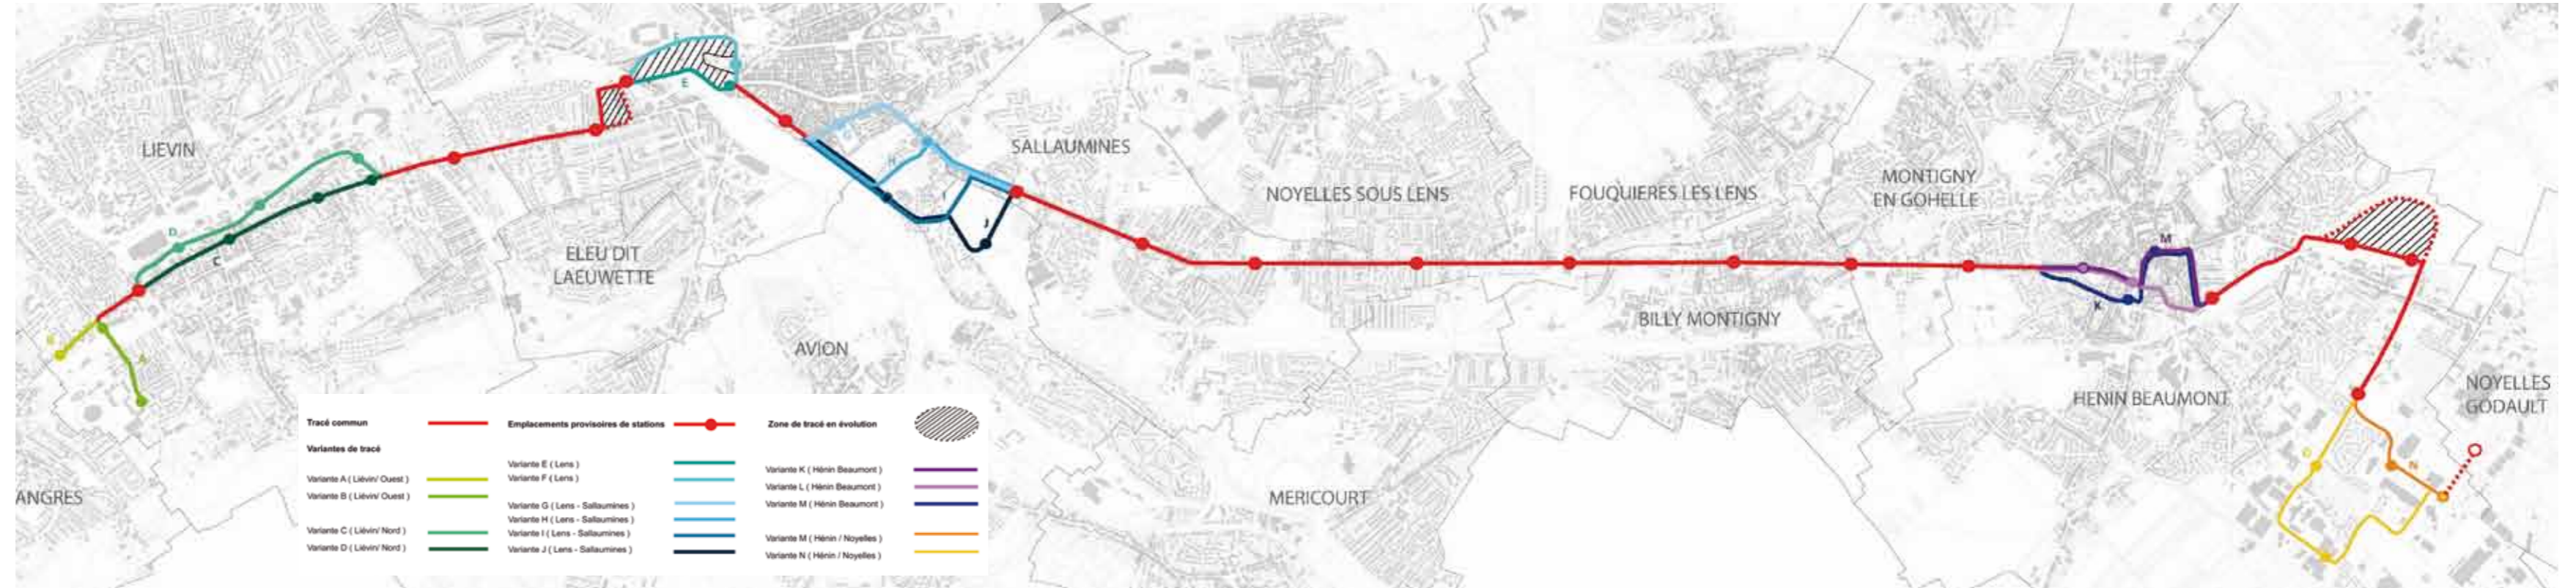 LIEVIN
ELEU DIT
LAEUWETTE
AVION
SALLAUMINES
NOYELLES SOUS LENS
FOUQUIERES LES LENS
MONTIGNY
EN GOHELLE
BILLY MONTIGNY
HENIN BEAUMONT
NOYELLES
GODAULT
MERICOURT
ANGRES
B
A
D
C
F
E
G
H
I
J
K
M
O
N
Tracé commun
Emplacements provisoires de stations
Zone de tracé en évolution
Variantes de tracé
Variante A ( Liévin/ Ouest )
Variante B ( Liévin/ Ouest )
Variante C ( Liévin/ Nord )
Variante D ( Liévin/ Nord )
Variante E ( Lens )
Variante F ( Lens )
Variante G ( Lens - Sallaumines )
Variante H ( Lens - Sallaumines )
Variante I ( Lens - Sallaumines )
Variante J ( Lens - Sallaumines )
Variante K ( Hénin Beaumont )
Variante L ( Hénin Beaumont )
Variante M ( Hénin Beaumont )
Variante M ( Hénin / Noyelles )
Variante N ( Hénin / Noyelles )